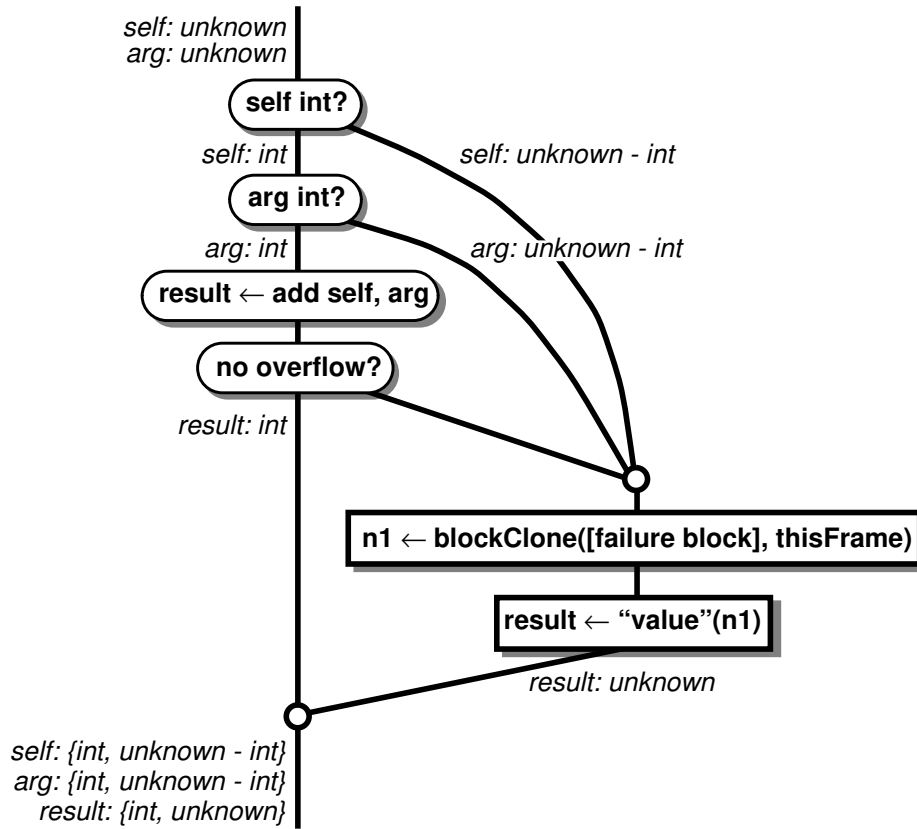 self: unknown
arg: unknown
self int?
self: int
self: unknown - int
arg int?
arg: int
arg: unknown - int
result ← add self, arg
no overflow?
result: int
n1 ← blockClone([failure block], thisFrame)
result ← “value”(n1)
result: unknown
self: {int, unknown - int}
arg: {int, unknown - int}
result: {int, unknown}